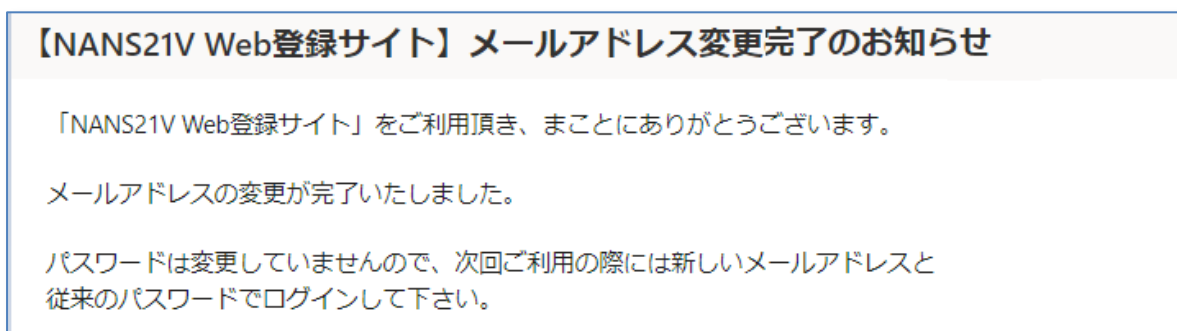 【NANS21V Web登録サイト】メールアドレス変更完了のお知らせ
「NANS21V Web登録サイト」をご利用頂き、まことにありがとうございます。
メールアドレスの変更が完了いたしました。
パスワードは変更していませんので、次回ご利用の際には新しいメールアドレスと
従来のパスワードでログインして下さい。